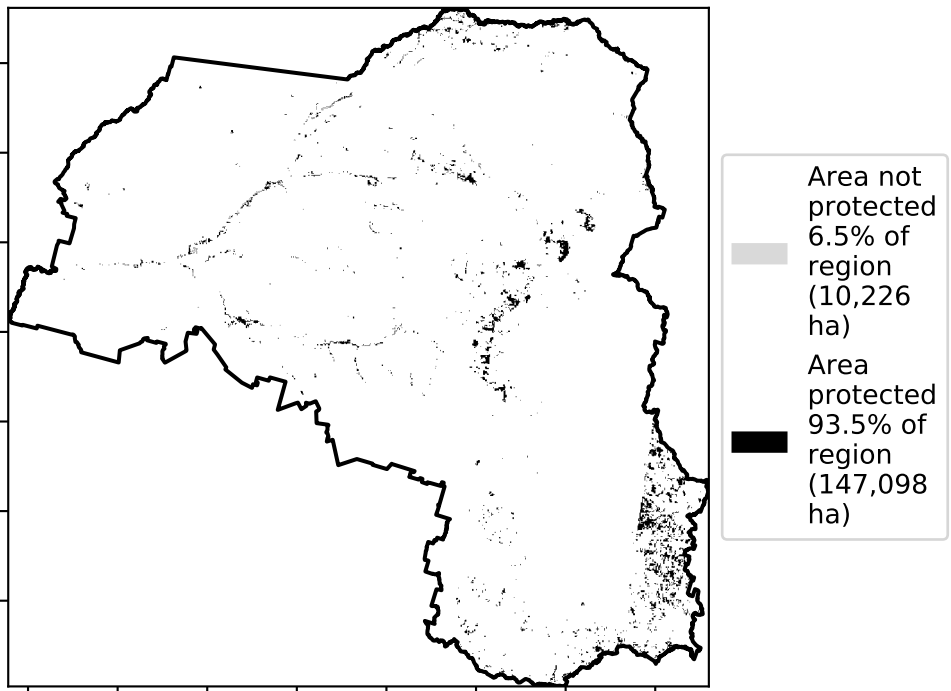 Area not
protected
6.5% of
region
(10,226
ha)
Area
protected
93.5% of
region
(147,098
ha)